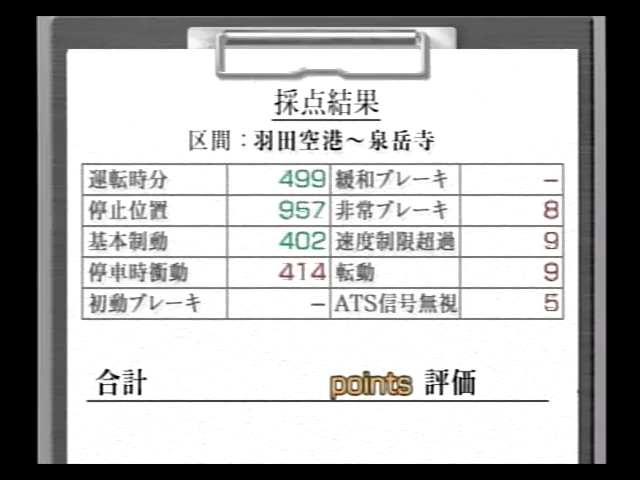 採点結果
区間：羽田空港～泉岳寺
運転時分 499 緩和ブレーキ －
停止位置 957 非常ブレーキ 8
基本制動 402 速度制限超過 9
停車時衝動 414 転動 9
初動ブレーキ － ATS信号無視 5
合計 points 評価